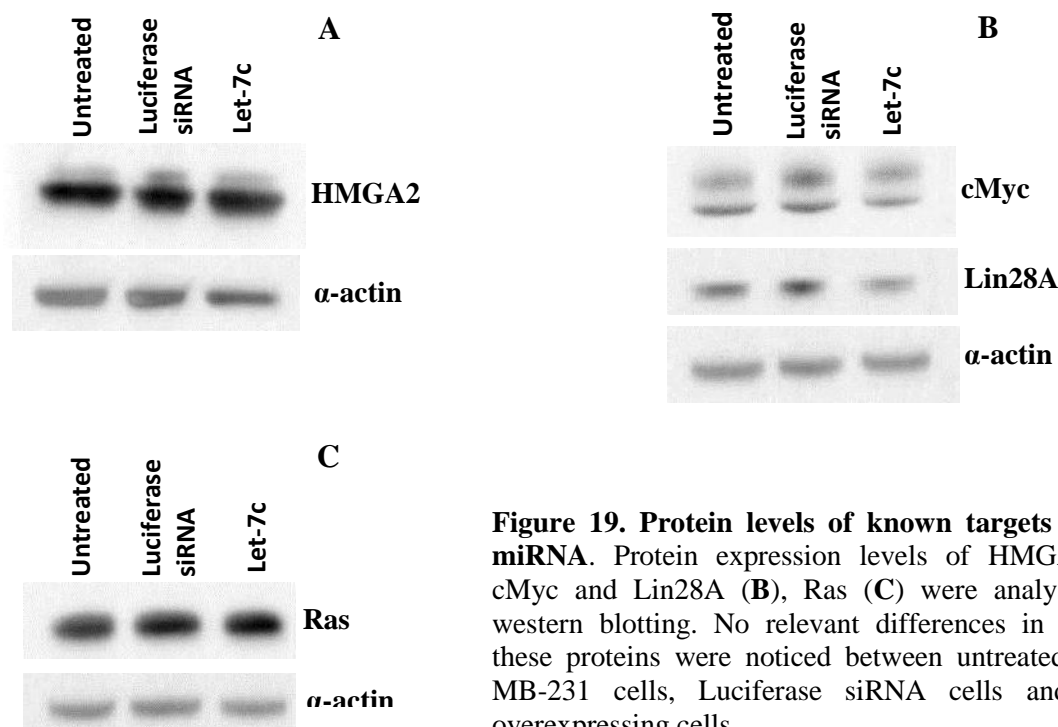 A
Untreated
Luciferase
siRNA
Let-7c
HMGA2
α-actin
B
Untreated
Luciferase
siRNA
Let-7c
cMyc
Lin28A
α-actin
C
Untreated
Luciferase
siRNA
Let-7c
Ras
α-actin
Figure 19. Protein levels of known targets
miRNA. Protein expression levels of
cMyc and Lin28A (B), Ras (C) were
western blotting. No relevant differences in
these proteins were noticed between untreated
MB-231 cells, Luciferase siRNA cells
overexpressing cells